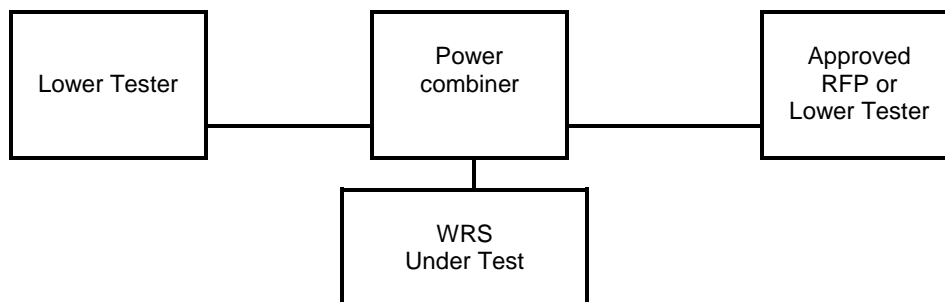 Lower Tester
Power
combiner
Approved
RFP or
Lower Tester
WRS
Under Test